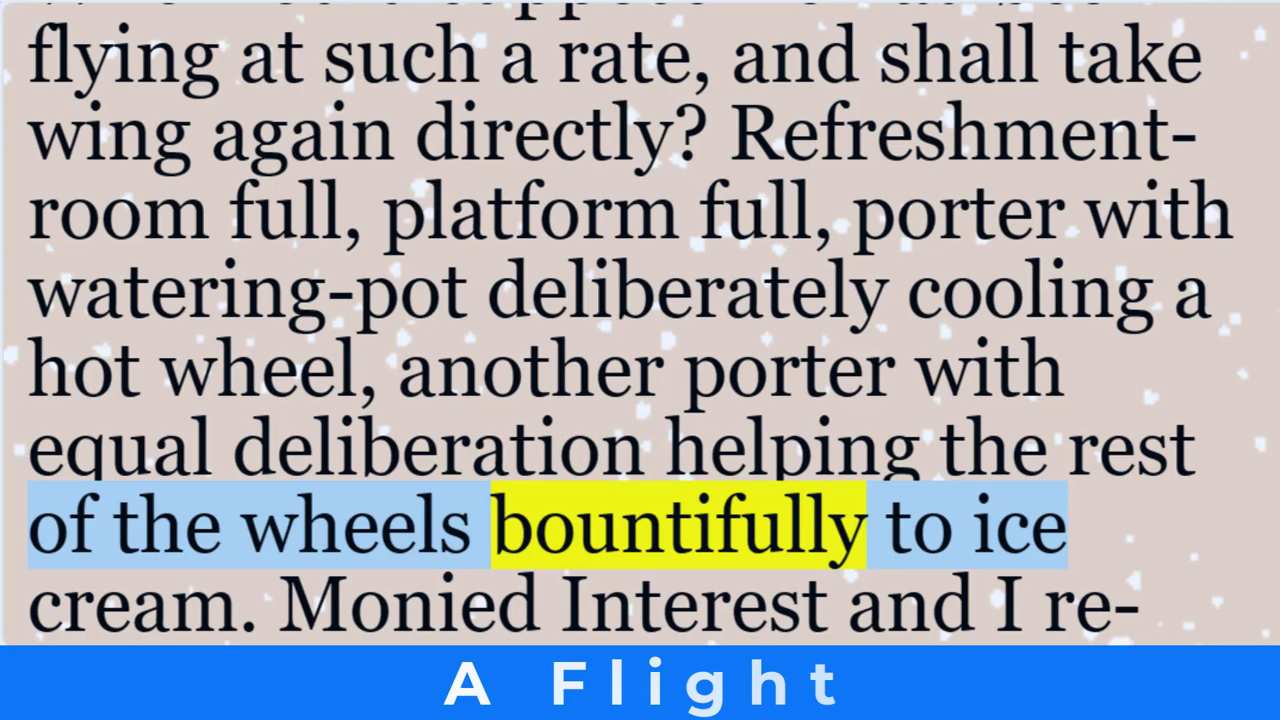 flying at such a rate, and shall take
wing again directly? Refreshment-
room full, platform full, porter with
watering-pot deliberately cooling a
hot wheel, another porter with
equal deliberation helping the rest
of the wheels bountifully to ice
cream. Monied Interest and I re-
A Flight